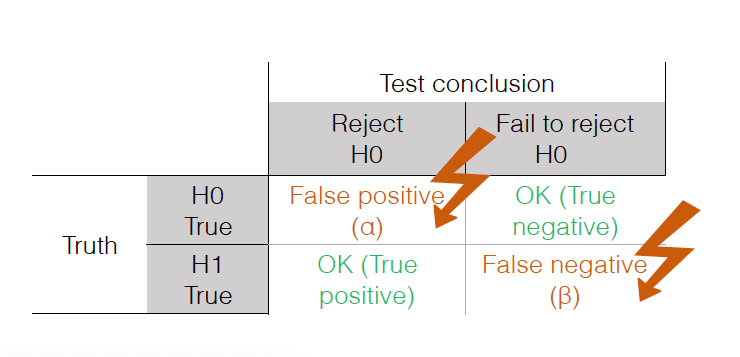 Test conclusion
Reject
H0
Fail to reject
H0
Truth
H0
True
False positive
(α)
OK (True
negative)
H1
True
OK (True
positive)
False negative
(β)